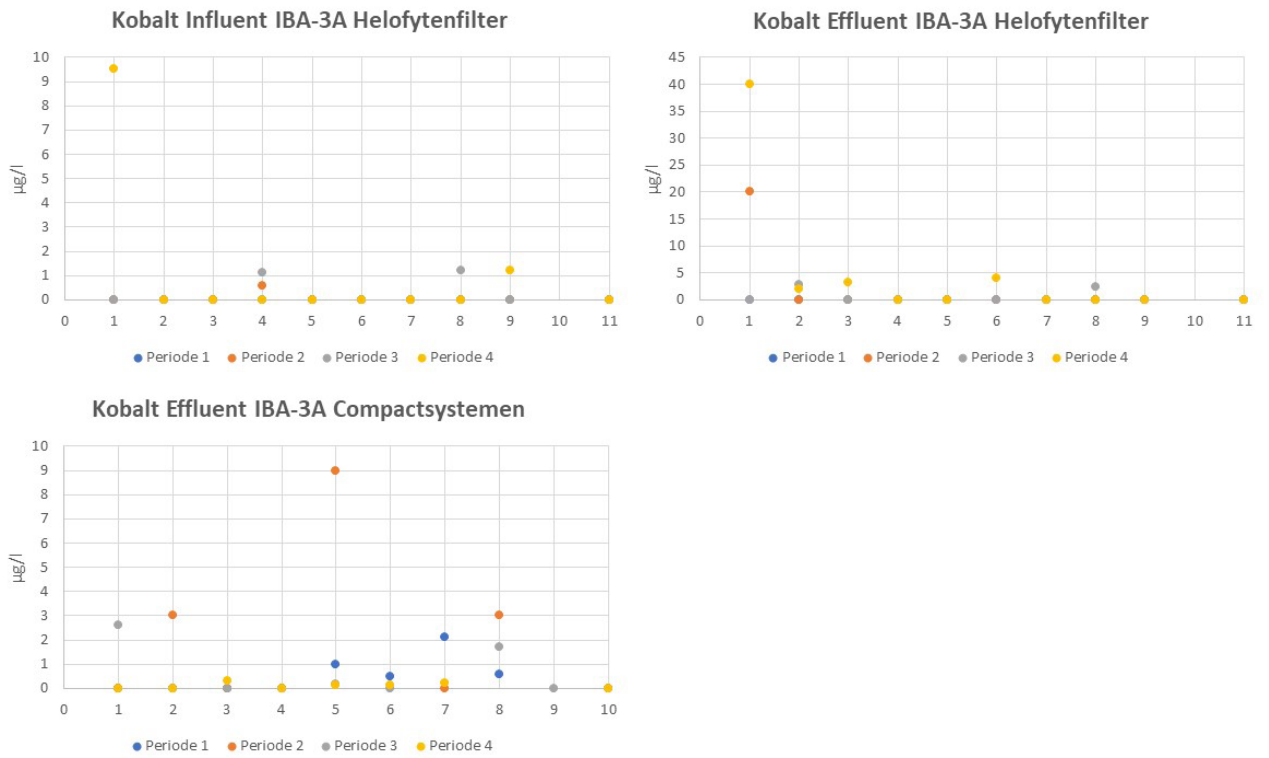 Kobalt Influent IBA-3A Helofytenfilter
10
9
8
7
6
5
4
3
2
1
0
µg/l
0 1 2 3 4 5 6 7 8 9 10 11
Periode 1 Periode 2 Periode 3 Periode 4
Kobalt Effluent IBA-3A Helofytenfilter
45
40
35
30
25
20
15
10
5
0
µg/l
0 1 2 3 4 5 6 7 8 9 10 11
Periode 1 Periode 2 Periode 3 Periode 4
Kobalt Effluent IBA-3A Compactsystemen
10
9
8
7
6
5
4
3
2
1
0
µg/l
0 1 2 3 4 5 6 7 8 9 10
Periode 1 Periode 2 Periode 3 Periode 4